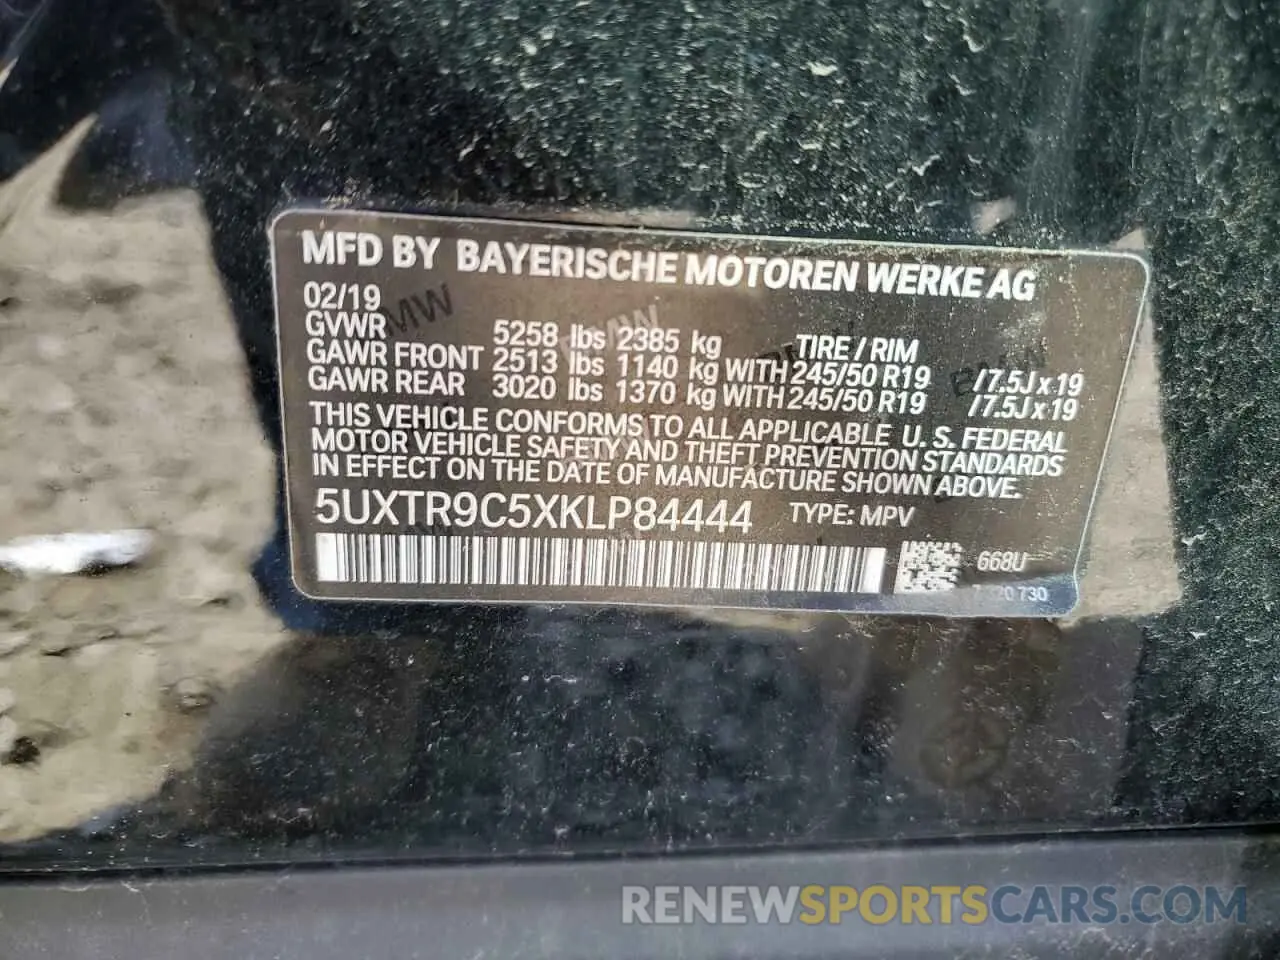 MFD BY BAYERISCHE MOTOREN WERKE AG
02/19
GVWR 5258 lbs 2385 kg TIRE / RIM
GAWR FRONT 2513 lbs 1140 kg WITH 245/50 R19 /7.5J x 19
GAWR REAR 3020 lbs 1370 kg WITH 245/50 R19 /7.5J x 19
THIS VEHICLE CONFORMS TO ALL APPLICABLE U. S. FEDERAL
MOTOR VEHICLE SAFETY AND THEFT PREVENTION STANDARDS
IN EFFECT ON THE DATE OF MANUFACTURE SHOWN ABOVE.
5UXTR9C5XKLP84444 TYPE: MPV
668U
730
RENEWSPORTSCARS.COM